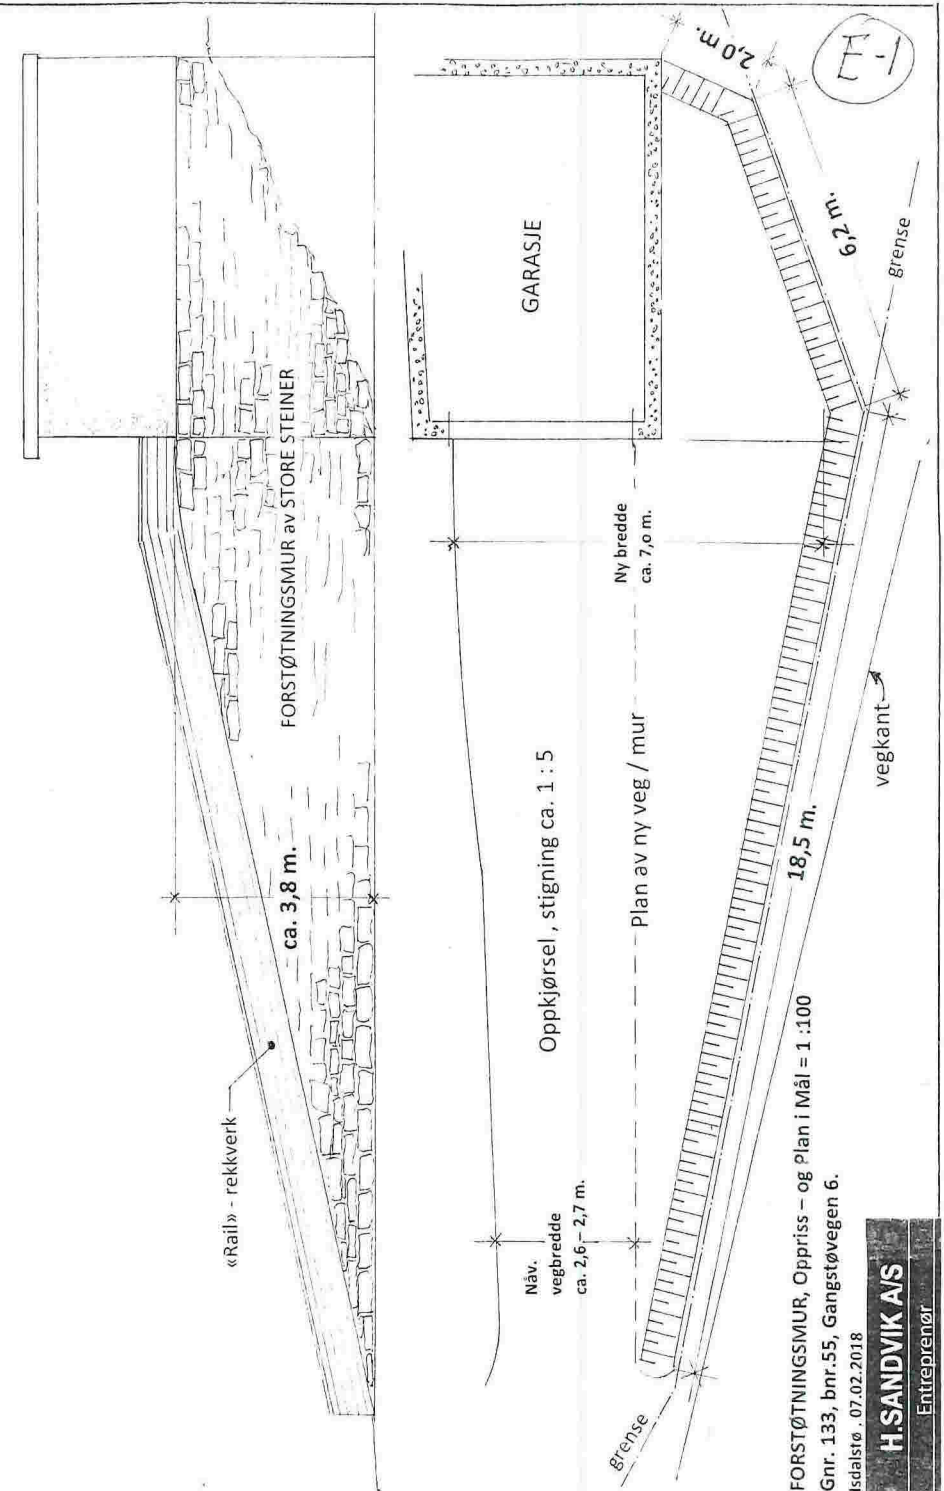 E-1
2,0 m.
6,2 m.
grense
GARASJE
FORSTØTNINGSMUR av STORE STEINER
Ny bredde
ca. 7,0 m.
vegkant
18,5 m.
Oppkjørsel , stigning ca. 1 : 5
Plan av ny veg / mur
ca. 3,8 m.
«Rail» - rekkverk
Nåv.
vegbredde
ca. 2,6 – 2,7 m.
grense
FORSTØTNINGSMUR, Oppriss – og Plan i Mål = 1 :100
Gnr. 133, bnr.55, Gangstøvegen 6.
Isdalstø . 07.02.2018
H.SANDVIK A/S
Entreprenør